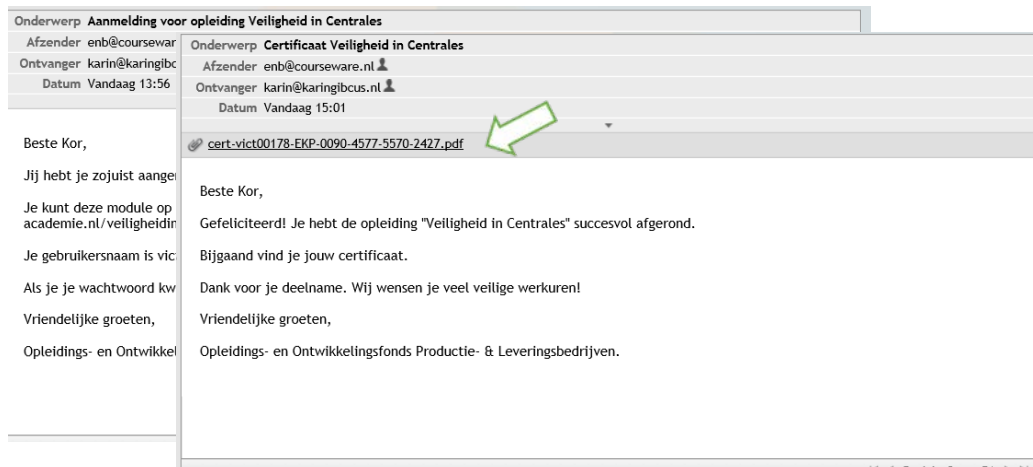 Onderwerp Aanmelding voor opleiding Veiligheid in Centrales
Afzender enb@coursewar
Ontvanger karin@karingibc
Datum Vandaag 13:56
Beste Kor,
Jij hebt je zojuist aange
Je kunt deze module op
academie.nl/veiligheidin
Je gebruikersnaam is vic
Als je je wachtwoord kw
Vriendelijke groeten,
Opleidings- en Ontwikkel
Onderwerp Certificaat Veiligheid in Centrales
Afzender enb@courseware.nl
Ontvanger karin@karingibcus.nl
Datum Vandaag 15:01
cert-vict00178-EKP-0090-4577-5570-2427.pdf
Beste Kor,
Gefeliciteerd! Je hebt de opleiding "Veiligheid in Centrales" succesvol afgerond.
Bijgaand vind je jouw certificaat.
Dank voor je deelname. Wij wensen je veel veilige werkuren!
Vriendelijke groeten,
Opleidings- en Ontwikkelingsfonds Productie- & Leveringsbedrijven.